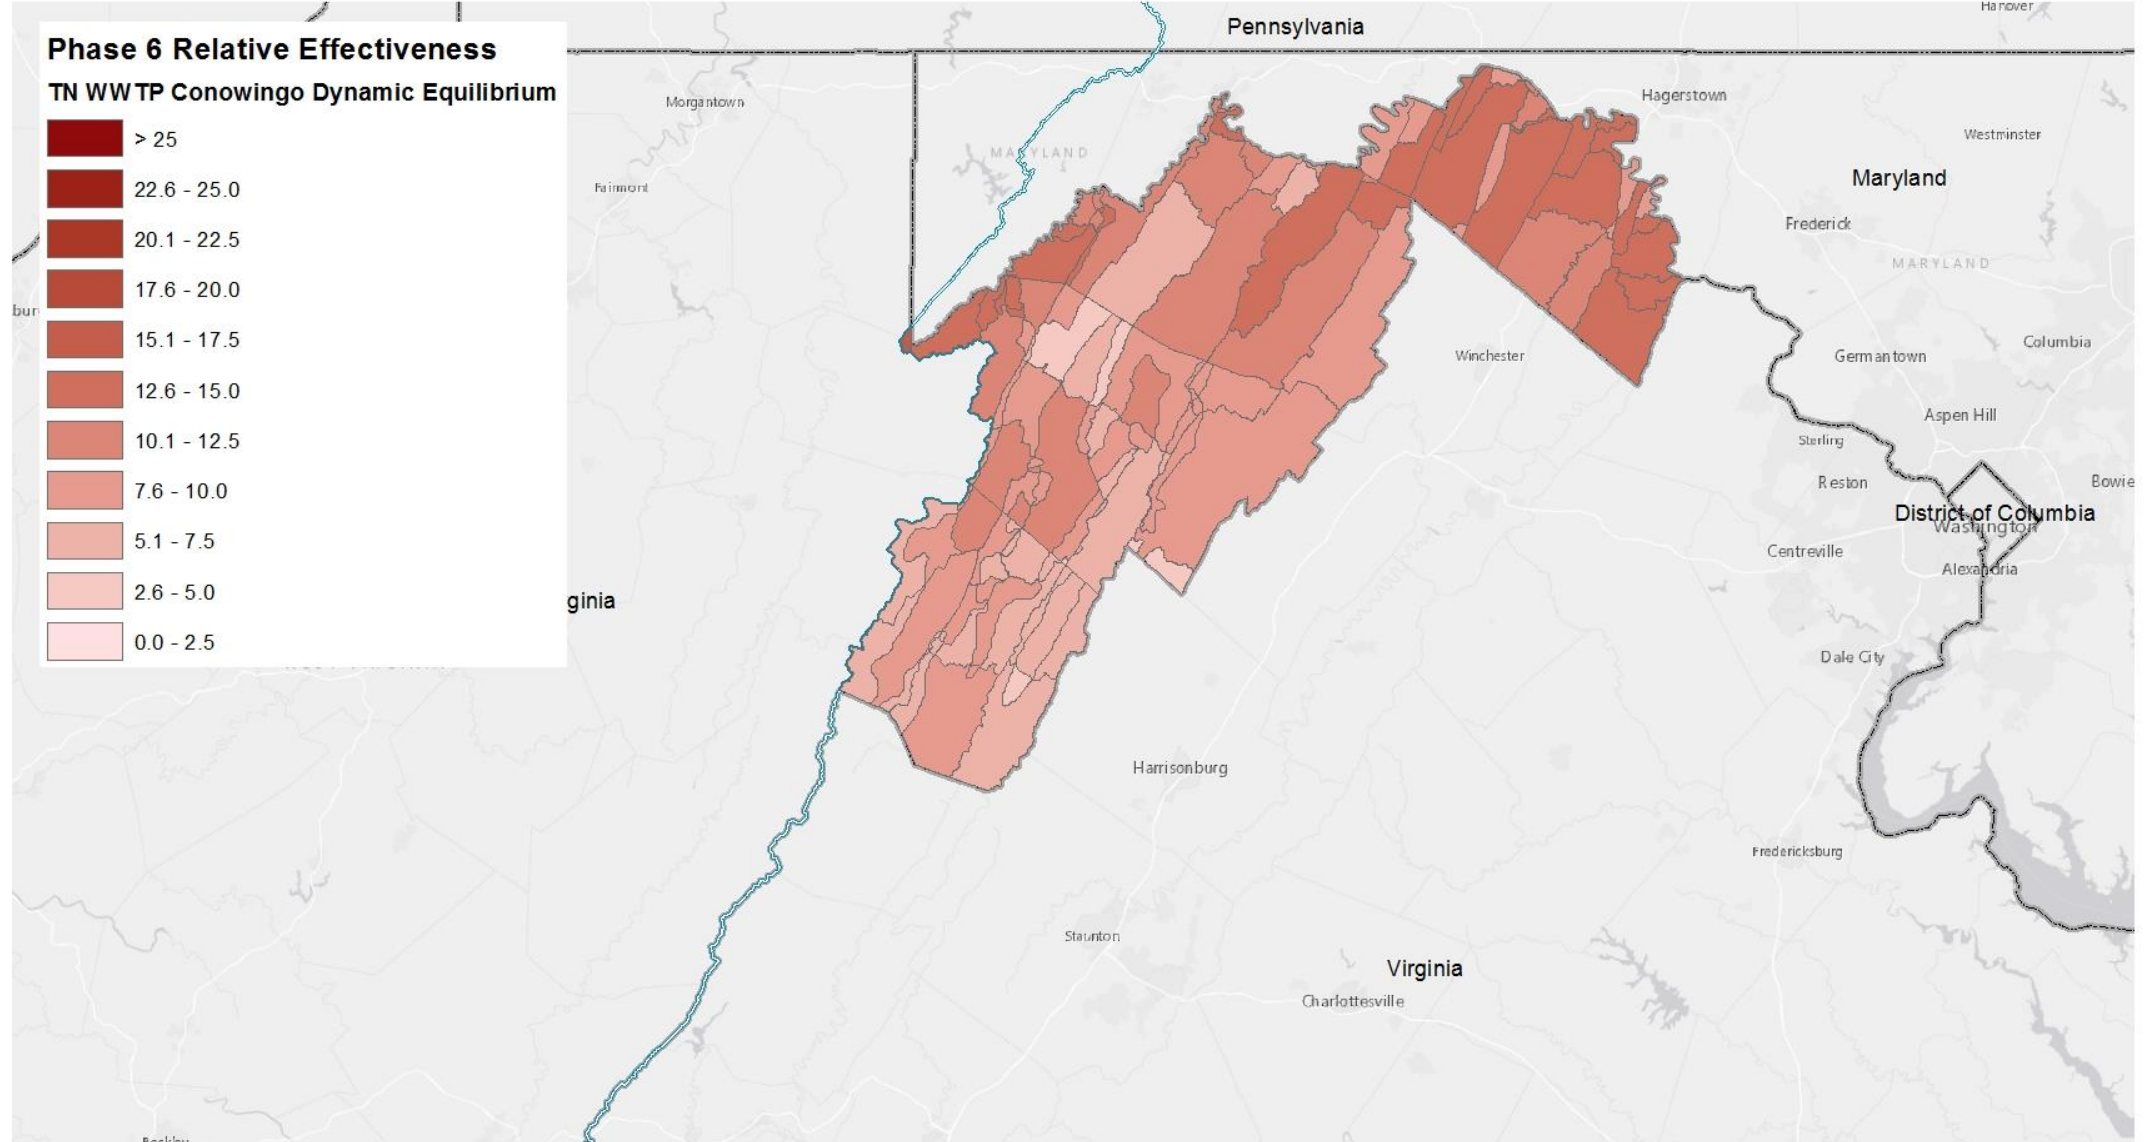 Hanover
Pennsylvania
Phase 6 Relative Effectiveness
TN WWTP Conowingo Dynamic Equilibrium
> 25
22.6 - 25.0
20.1 - 22.5
17.6 - 20.0
15.1 - 17.5
12.6 - 15.0
10.1 - 12.5
7.6 - 10.0
5.1 - 7.5
2.6 - 5.0
0.0 - 2.5
Morgantown
Hagerstown
Westminster
MARYLAND
Fairmont
Maryland
Frederick
MARYLAND
bur
Columbia
Winchester
Germantown
Aspen Hill
Sterling
Reston
Bowie
District of Columbia
Washington
Centreville
Alexandria
ginia
Dale City
Harrisonburg
Fredericksburg
Staunton
Virginia
Charlottesville